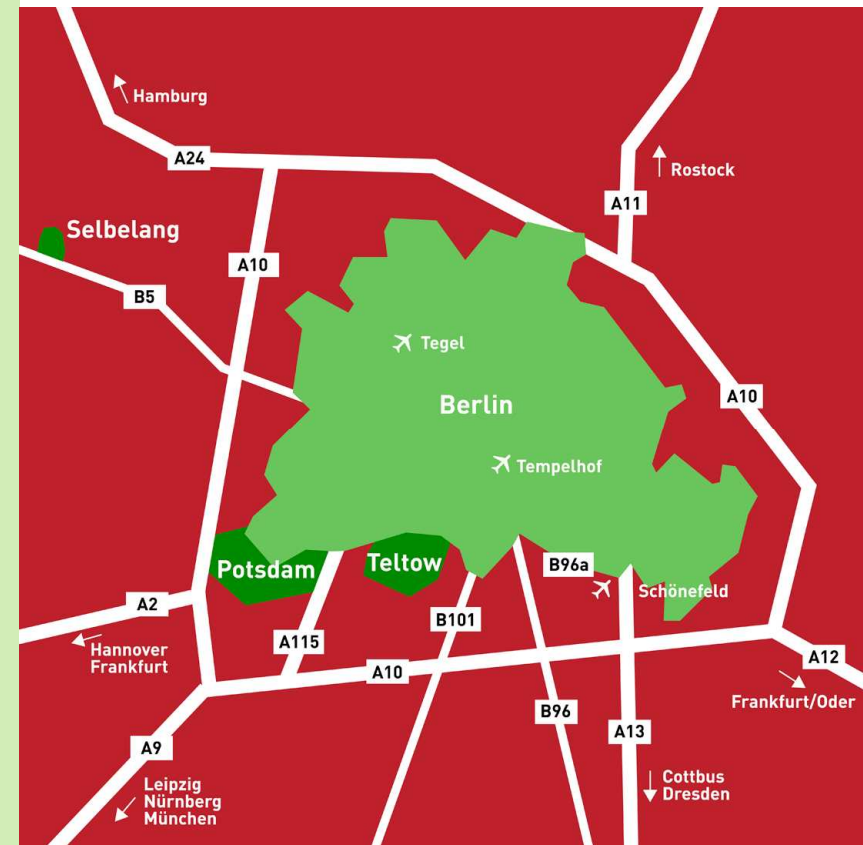 Hamburg
A24
Rostock
A11
Selbelang
A10
B5
Tegel
Berlin
A10
Tempelhof
Potsdam
Teltow
B96a
Schönefeld
A2
B101
Hannover
Frankfurt
A115
A10
A12
Frankfurt/Oder
B96
A13
A9
Leipzig
Nürnberg
München
Cottbus
Dresden